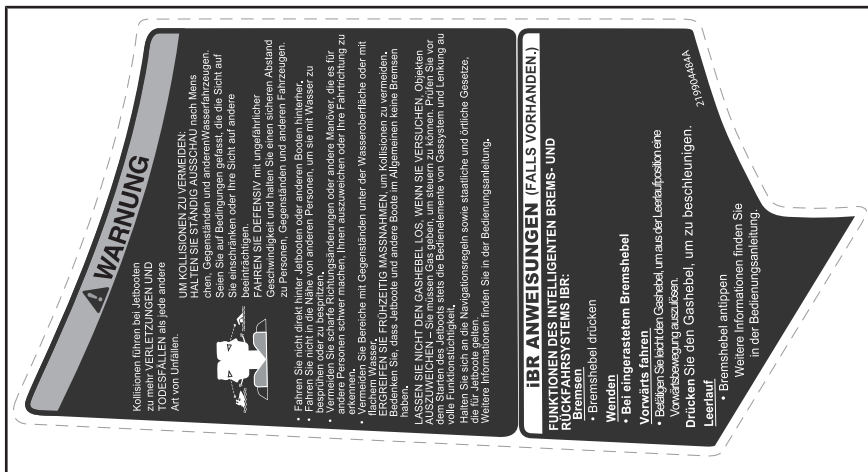 WARNUNG
Kollisionen führen bei Jetbooten
zu mehr VERLETZUNGEN UND
TODESFÄLLEN als jede andere
Art von Unfällen.
UM KOLLISIONEN ZU VERMEIDEN:
HALTEN SIE STÄNDIG AUSSCHAU nach Mens
chen, Gegenständen und anderenWasserfahrzeugen.
Seien Sie auf Bedingungen gefasst, die die Sicht auf
Sie einschränken oder Ihre Sicht auf andere
beeinträchtigen.
FAHREN SIE DEFENSIV mit ungefährlicher
Geschwindigkeit und halten Sie einen sicheren Abstand
zu Personen, Gegenständen und anderen Fahrzeugen.
• Fahren Sie nicht direkt hinter Jetbooten oder anderen Booten hinterher.
• Fahren Sie nicht in die Nähe von anderen Personen, um sie mit Wasser zu
besprühen oder zu bespritzen.
• Vermeiden Sie scharfe Richtungsänderungen oder andere Manöver, die es für
andere Personen schwer machen, Ihnen auszuweichen oder Ihre Fahrtrichtung zu
erkennen.
• Vermeiden Sie Bereiche mit Gegenständen unter der Wasseroberfläche oder mit
flachem Wasser.
ERGREIFEN SIE FRÜHZEITIG MASSNAHMEN, um Kollisionen zu vermeiden.
Bedenken Sie, dass Jetboote und andere Boote im Allgemeinen keine Bremsen
haben.
LASSEN SIE NICHT DEN GASHEBEL LOS, WENN SIE VERSUCHEN, OBJEKTEN
AUSZUWEICHEN – Sie müssen Gas geben, um steuern zu können. Prüfen Sie vor
dem Starten des Jetboots stets die Bedienelemente von Gassystem und Lenkung au
volle Funktionstüchtigkeit.
Halten Sie sich an die Navigationsregeln sowie staatliche und örtliche Gesetze,
die für Jetboote gelten.
Weitere Informationen finden Sie in der Bedienungsanleitung.
iBR ANWEISUNGEN (FALLS VORHANDEN.)
FUNKTIONEN DES INTELLIGENTEN BREMS- UND
RÜCKFAHRSYSTEMS IBR:
Bremsen
• Bremshebel drücken
Wenden
• Bei eingerastetem Bremshebel
Vorwärts fahren
• Betätigen Sie leicht den Gashebel, um aus der Leerlaufposition eine
Vorwärtsbewegung auszulösen.
Drücken Sie den Gashebel, um zu beschleunigen.
Leerlauf
• Bremshebel antippen
Weitere Informationen finden Sie
in der Bedienungsanleitung.
219904484A